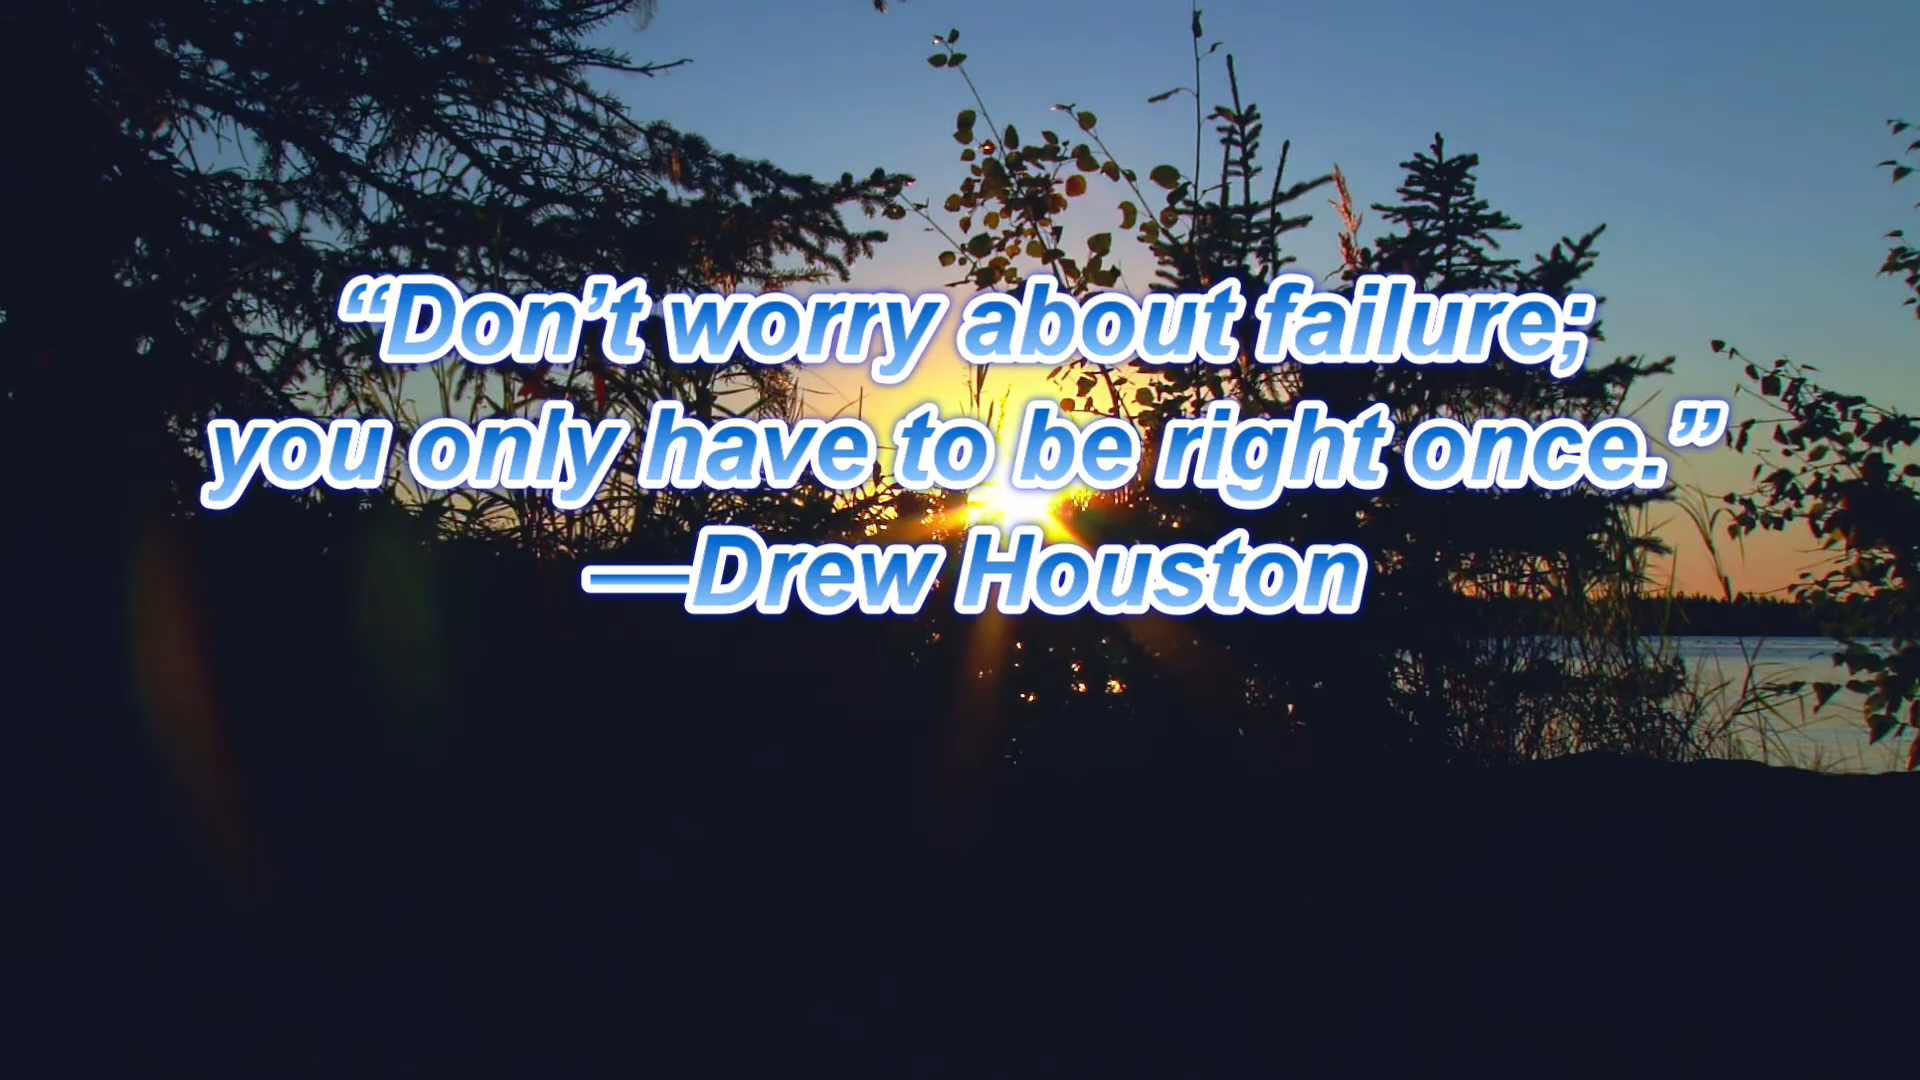 “Don’t worry about failure;
you only have to be right once.”
—Drew Houston